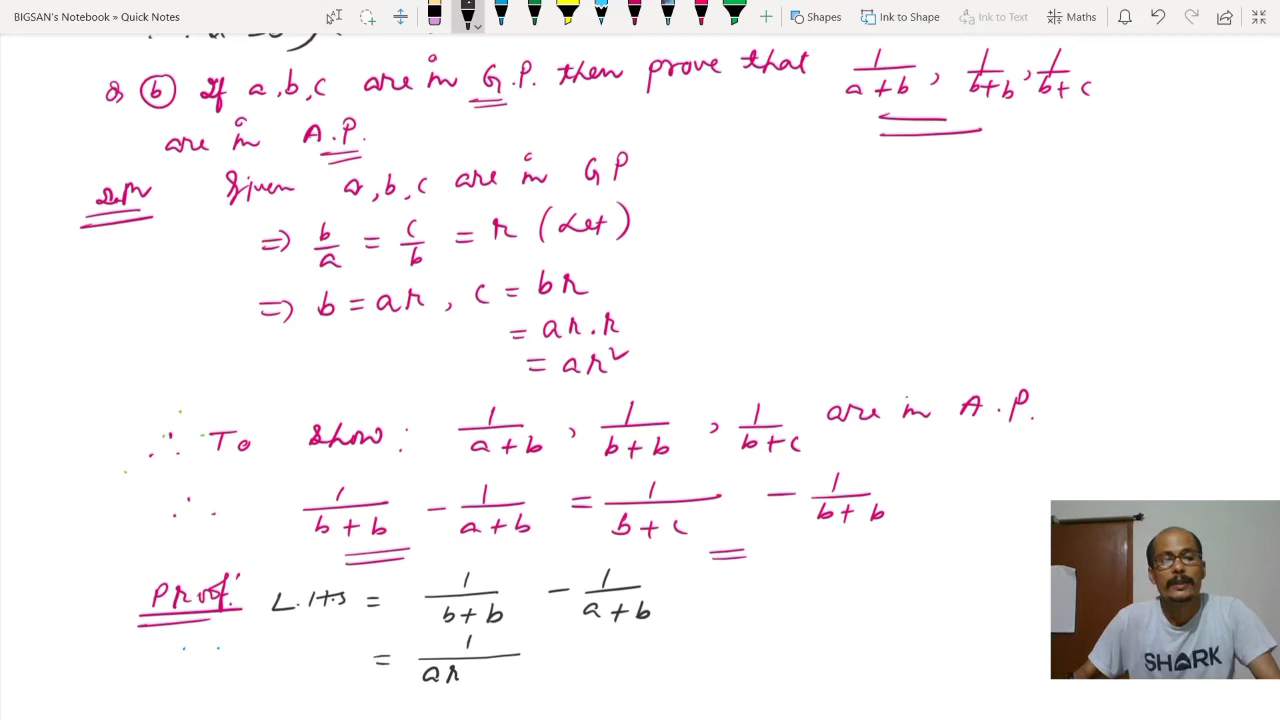 BIGSAN's Notebook » Quick Notes
Shapes Ink to Shape Ink to Text Maths
Q (b) If a, b, c are in G.P. then prove that 1/(a+b), 1/(b+b), 1/(b+c)
are in A.P.
Soln Given a, b, c are in GP
⇒ b/a = c/b = r (Let)
⇒ b = ar, c = br
= ar.r
= ar²
∴ To show: 1/(a+b), 1/(b+b), 1/(b+c) are in A.P.
∴ 1/(b+b) − 1/(a+b) = 1/(b+c) − 1/(b+b)
Proof: L.H.S = 1/(b+b) − 1/(a+b)
= 1/(ar
SHARK